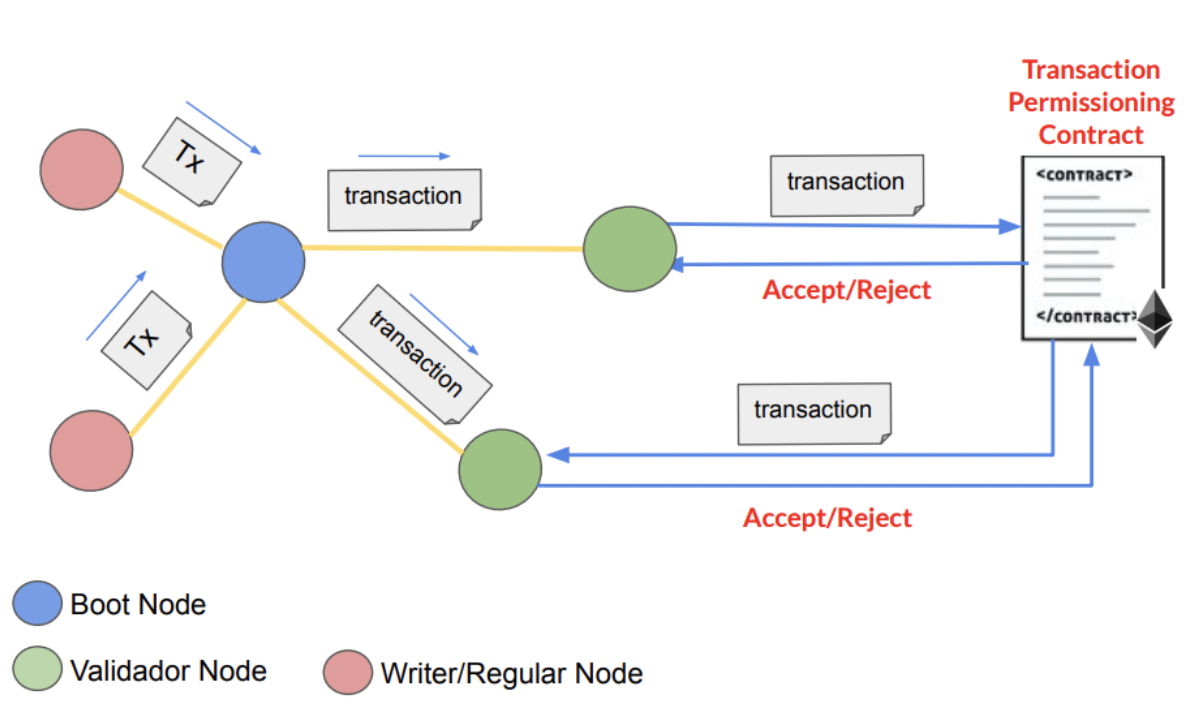 Transaction
Permissioning
Contract
Tx
transaction
transaction
<CONTRACT>
Accept/Reject
</CONTRACT>
Tx
transaction
transaction
Accept/Reject
Boot Node
Validador Node
Writer/Regular Node